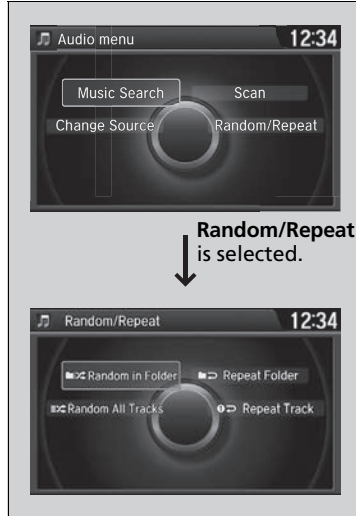 Audio menu 12:34
Music Search Scan
Change Source Random/Repeat
Random/Repeat
is selected.
Random/Repeat 12:34
Random in Folder Repeat Folder
Random All Tracks Repeat Track